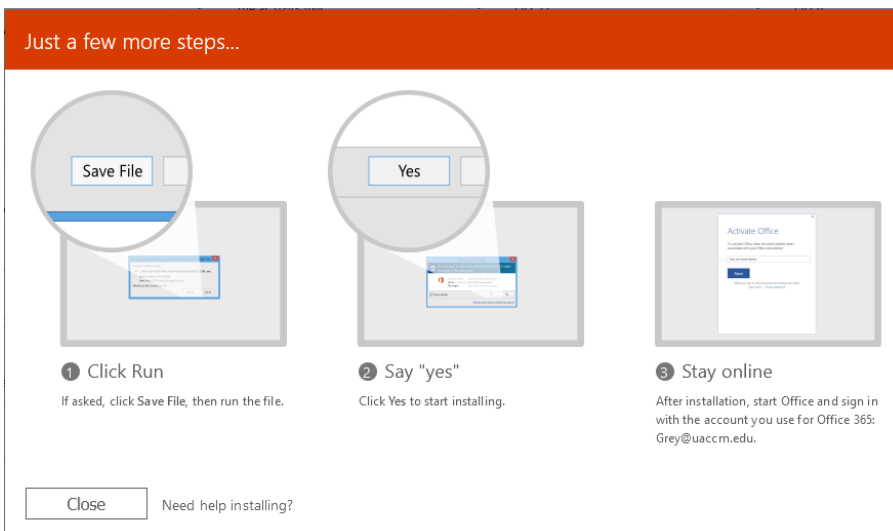 Just a few more steps...
Save File
Yes
Activate Office
Next
1 Click Run
If asked, click Save File, then run the file.
2 Say "yes"
Click Yes to start installing.
3 Stay online
After installation, start Office and sign in
with the account you use for Office 365:
Grey@uaccm.edu.
Close
Need help installing?